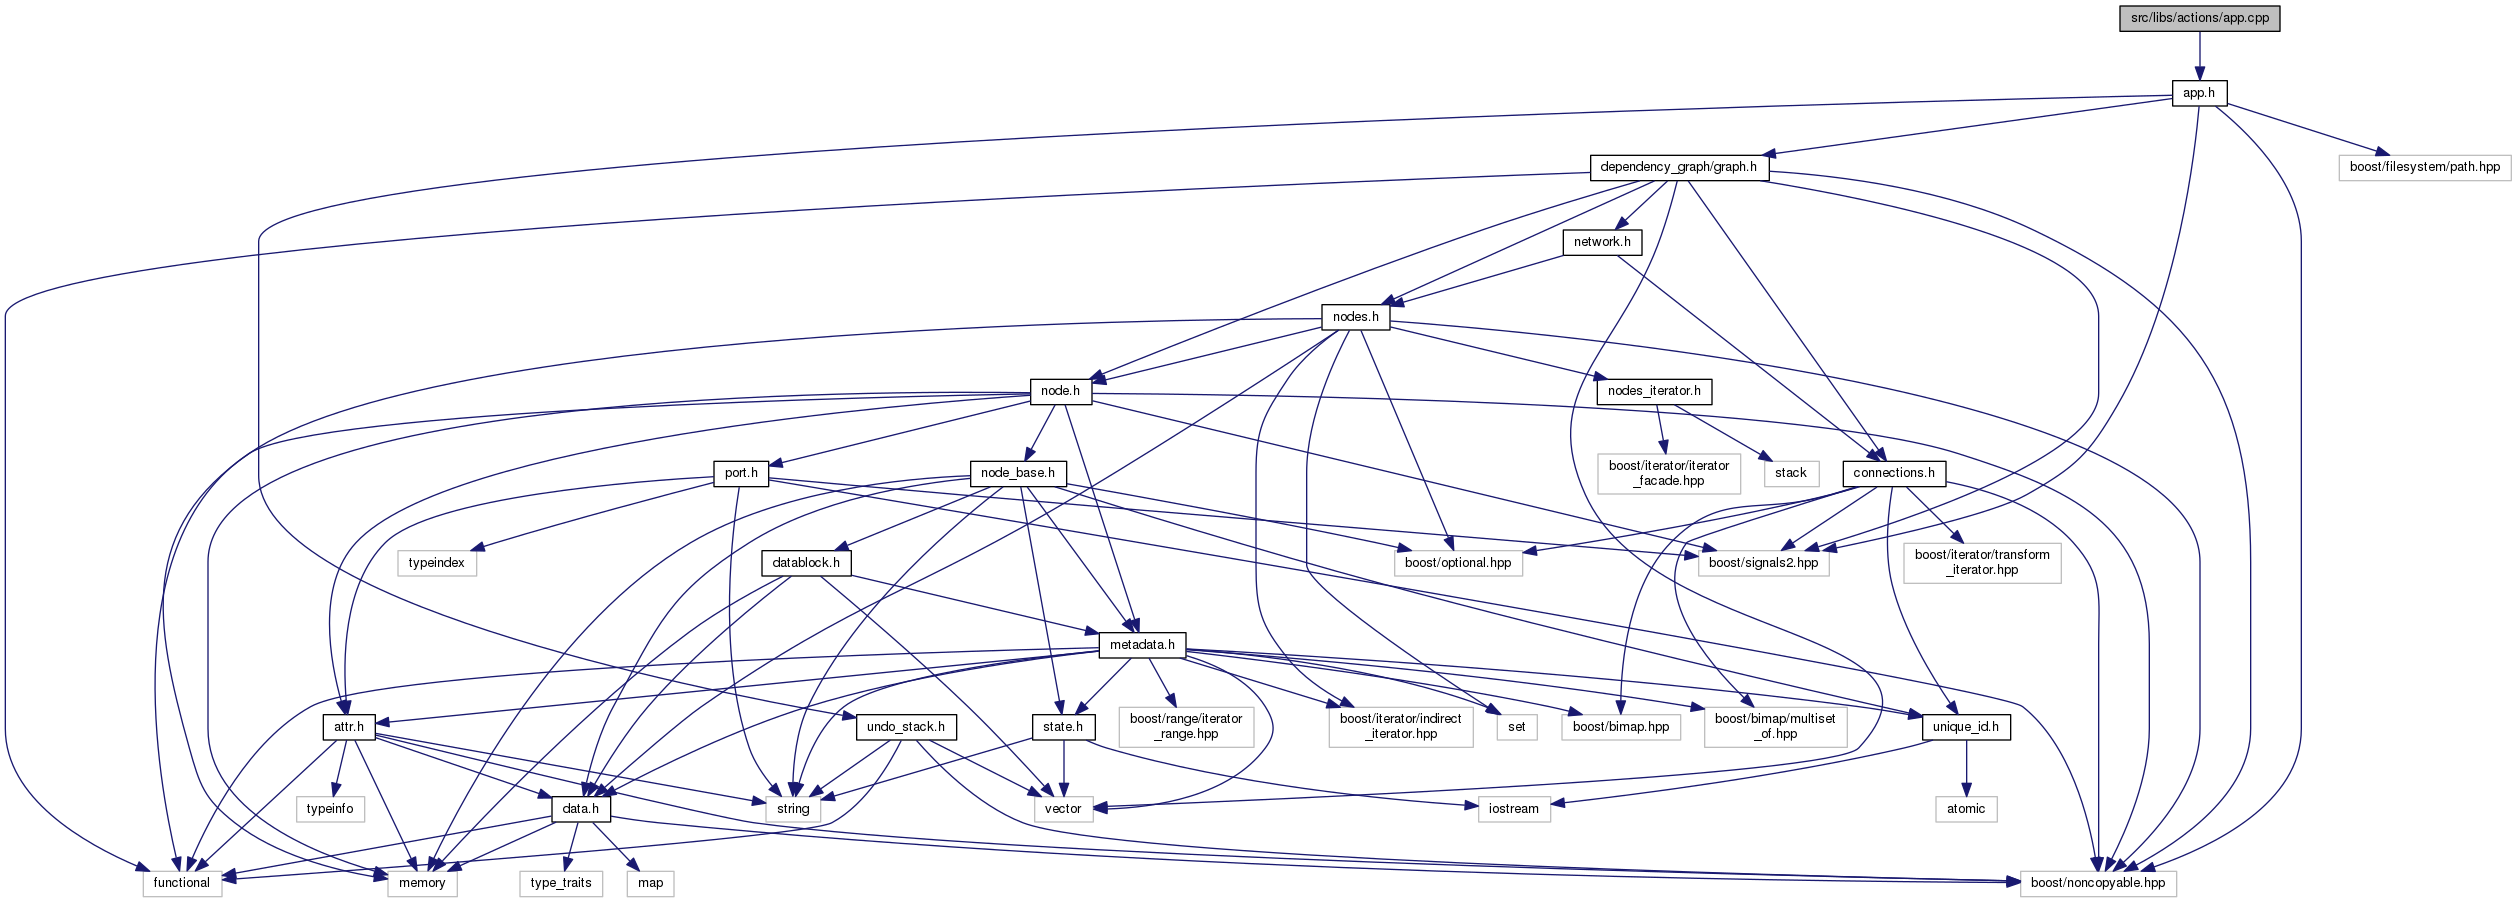 src/libs/actions/app.cpp
app.h
dependency_graph/graph.h
boost/filesystem/path.hpp
network.h
nodes.h
node.h
nodes_iterator.h
port.h
node_base.h
boost/iterator/iterator
_facade.hpp
stack
connections.h
typeindex
datablock.h
boost/optional.hpp
boost/signals2.hpp
boost/iterator/transform
_iterator.hpp
metadata.h
attr.h
undo_stack.h
state.h
boost/range/iterator
_range.hpp
boost/iterator/indirect
_iterator.hpp
set
boost/bimap.hpp
boost/bimap/multiset
_of.hpp
unique_id.h
typeinfo
data.h
string
vector
iostream
atomic
functional
memory
type_traits
map
boost/noncopyable.hpp